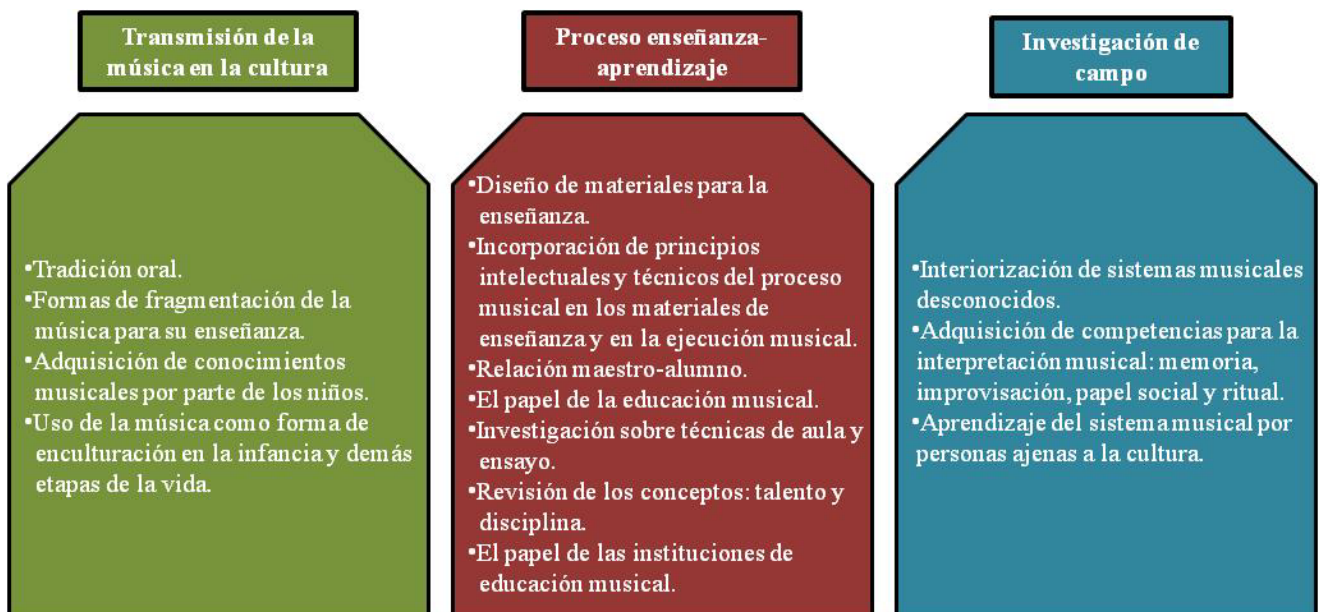 Transmisión de la
música en la cultura
•Tradición oral.
•Formas de fragmentación de la
música para su enseñanza.
•Adquisición de conocimientos
musicales por parte de los niños.
•Uso de la música como forma de
enculturación en la infancia y demás
etapas de la vida.
Proceso enseñanza-
aprendizaje
•Diseño de materiales para la
enseñanza.
•Incorporación de principios
intelectuales y técnicos del proceso
musical en los materiales de
enseñanza y en la ejecución musical.
•Relación maestro-alumno.
•El papel de la educación musical.
•Investigación sobre técnicas de aula y
ensayo.
•Revisión de los conceptos: talento y
disciplina.
•El papel de las instituciones de
educación musical.
Investigación de
campo
•Interiorización de sistemas musicales
desconocidos.
•Adquisición de competencias para la
interpretación musical: memoria,
improvisación, papel social y ritual.
•Aprendizaje del sistema musical por
personas ajenas a la cultura.